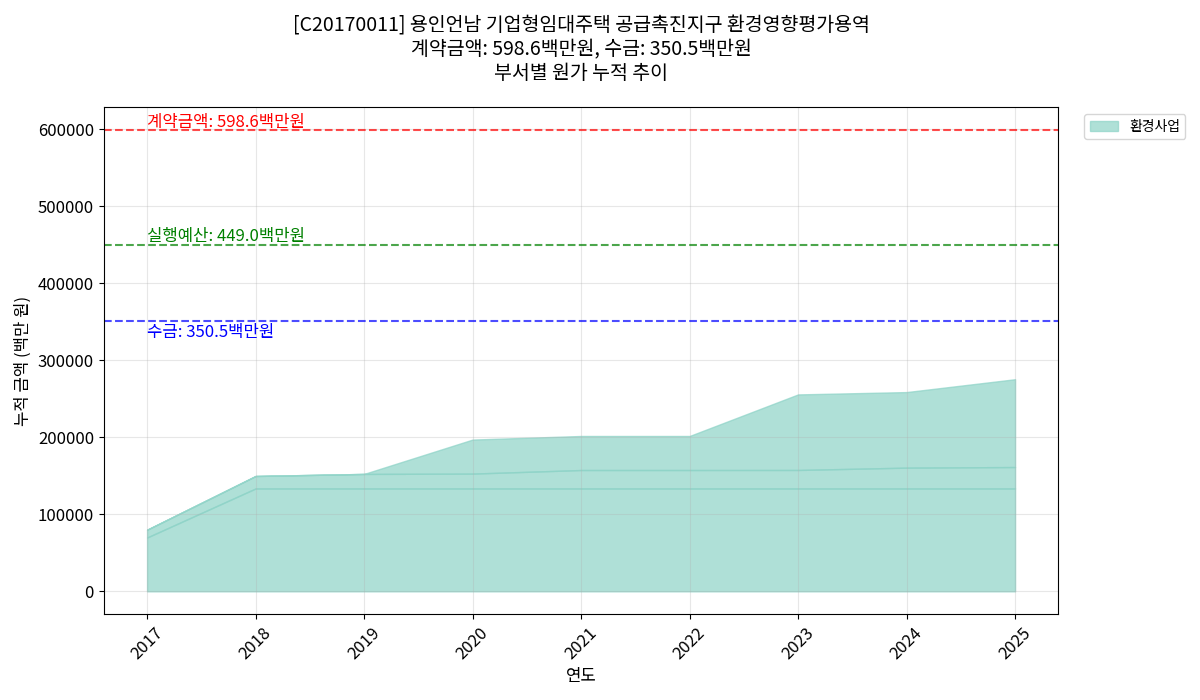 [C20170011] 용인언남 기업형임대주택 공급촉진지구 환경영향평가용역
계약금액: 598.6백만원, 수금: 350.5백만원
부서별 원가 누적 추이
계약금액: 598.6백만원
실행예산: 449.0백만원
수금: 350.5백만원
환경사업
누적 금액 (백만 원)
600000
500000
400000
300000
200000
100000
0
2017
2018
2019
2020
2021
2022
2023
2024
2025
연도